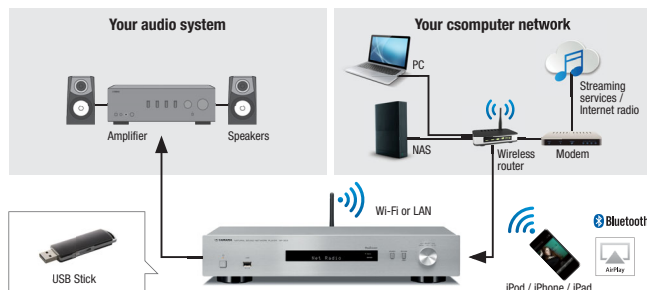 Your audio system
Your csomputer network
PC
Streaming
services /
Internet radio
Amplifier
Speakers
NAS
Wireless
router
Modem
Wi-Fi or LAN
Bluetooth
YAMAHA
Net Radio
AirPlay
USB Stick
iPod / iPhone / iPad